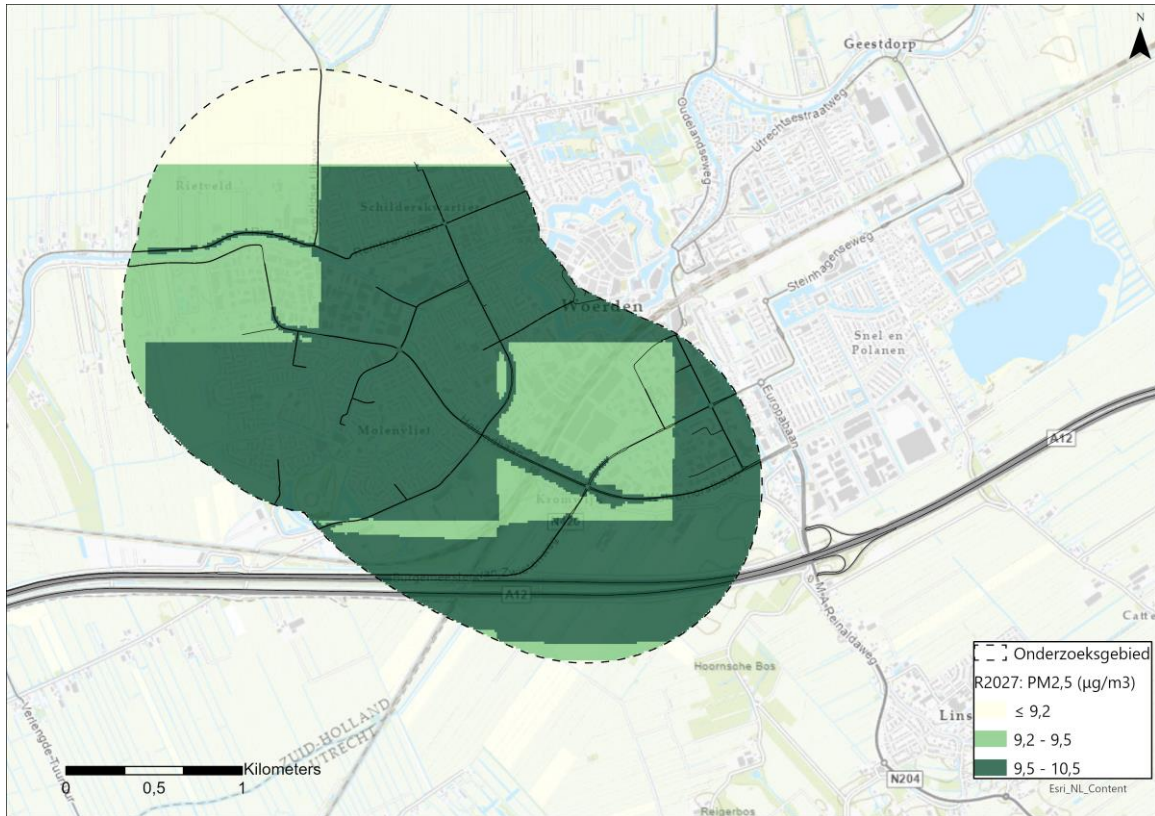 N
Geestdorp
Oudelandseweg
Utrechtsestraatweg
Rietveld
Schilderskwartier
Steinhagenseweg
Woerden
Snel en
Polanen
Europabaan
Molenvliet
A12
N420
A12
M.A. Reinaldaweg
Catte
Hoornsche Bos
Lins
ZUID-HOLLAND
UTRECHT
N204
Reigerbos
Onderzoeksgebied
R2027: PM2,5 (µg/m3)
≤ 9,2
9,2 - 9,5
9,5 - 10,5
Esri_NL_Content
Kilometers
0 0,5 1